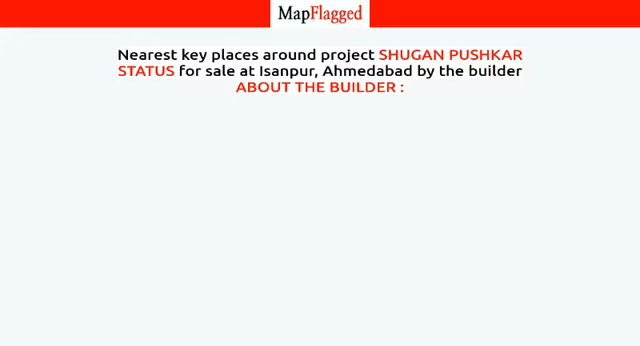 MapFlagged
Nearest key places around project SHUGAN PUSHKAR
STATUS for sale at Isanpur, Ahmedabad by the builder
ABOUT THE BUILDER :